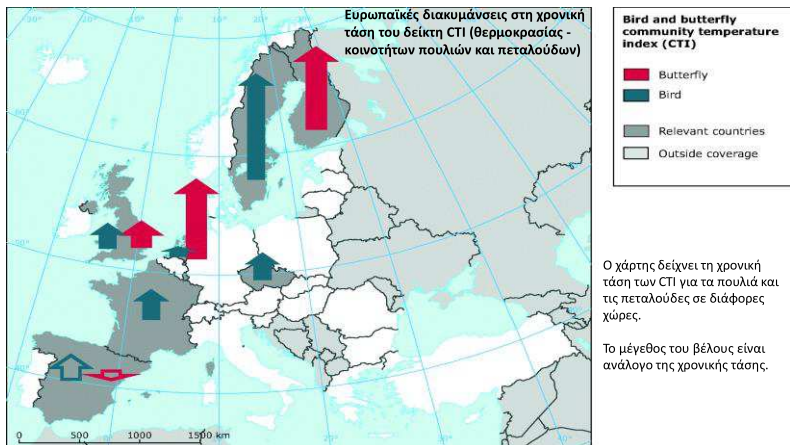 Ευρωπαϊκές διακυμάνσεις στη χρονική
τάση του δείκτη CTI (θερμοκρασίας -
κοινοτήτων πουλιών και πεταλούδων)
Bird and butterfly
community temperature
index (CTI)
Butterfly
Bird
Relevant countries
Outside coverage
Ο χάρτης δείχνει τη χρονική
τάση των CTI για τα πουλιά και
τις πεταλούδες σε διάφορες
χώρες.
Το μέγεθος του βέλους είναι
ανάλογο της χρονικής τάσης.
0 500 1000 1500 km